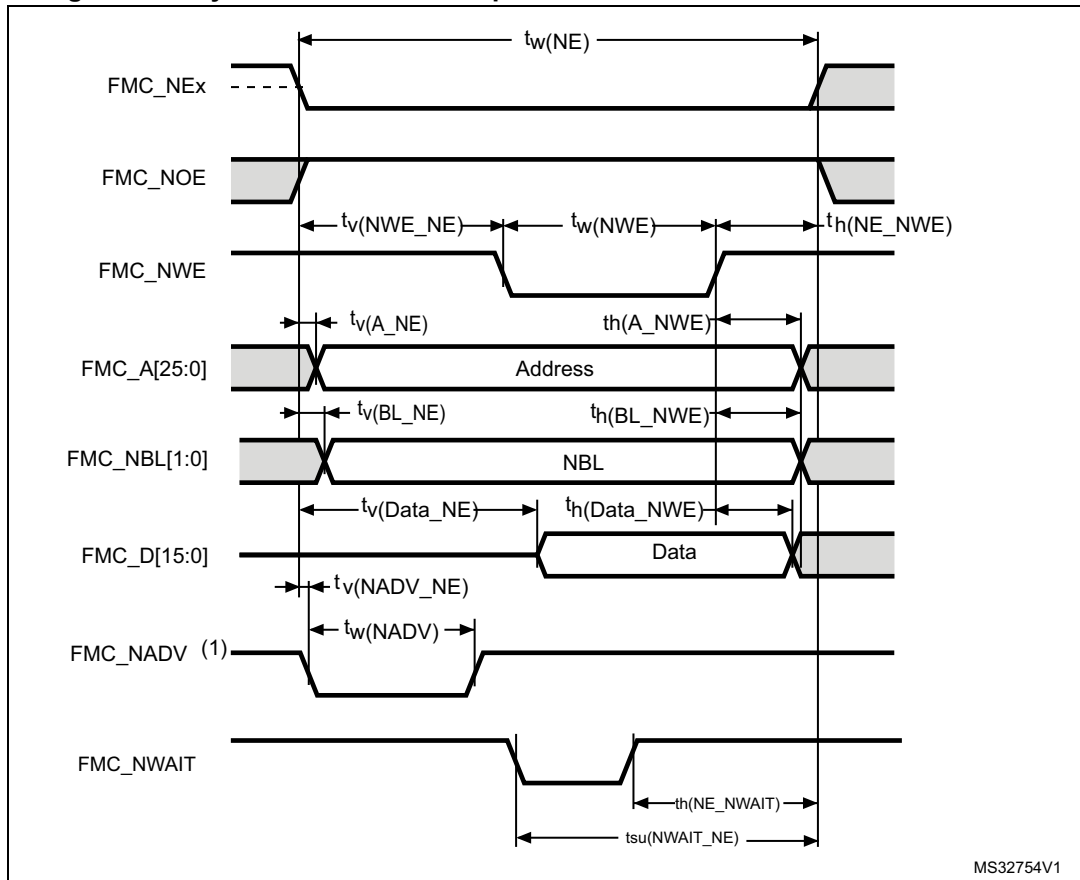 tw(NE)
FMC_NEx
FMC_NOE
tv(NWE_NE) tw(NWE) th(NE_NWE)
FMC_NWE
tv(A_NE) th(A_NWE)
FMC_A[25:0] Address
tv(BL_NE) th(BL_NWE)
FMC_NBL[1:0] NBL
tv(Data_NE) th(Data_NWE)
FMC_D[15:0] Data
tv(NADV_NE)
tw(NADV)
FMC_NADV (1)
FMC_NWAIT
th(NE_NWAIT)
tsu(NWAIT_NE)
MS32754V1